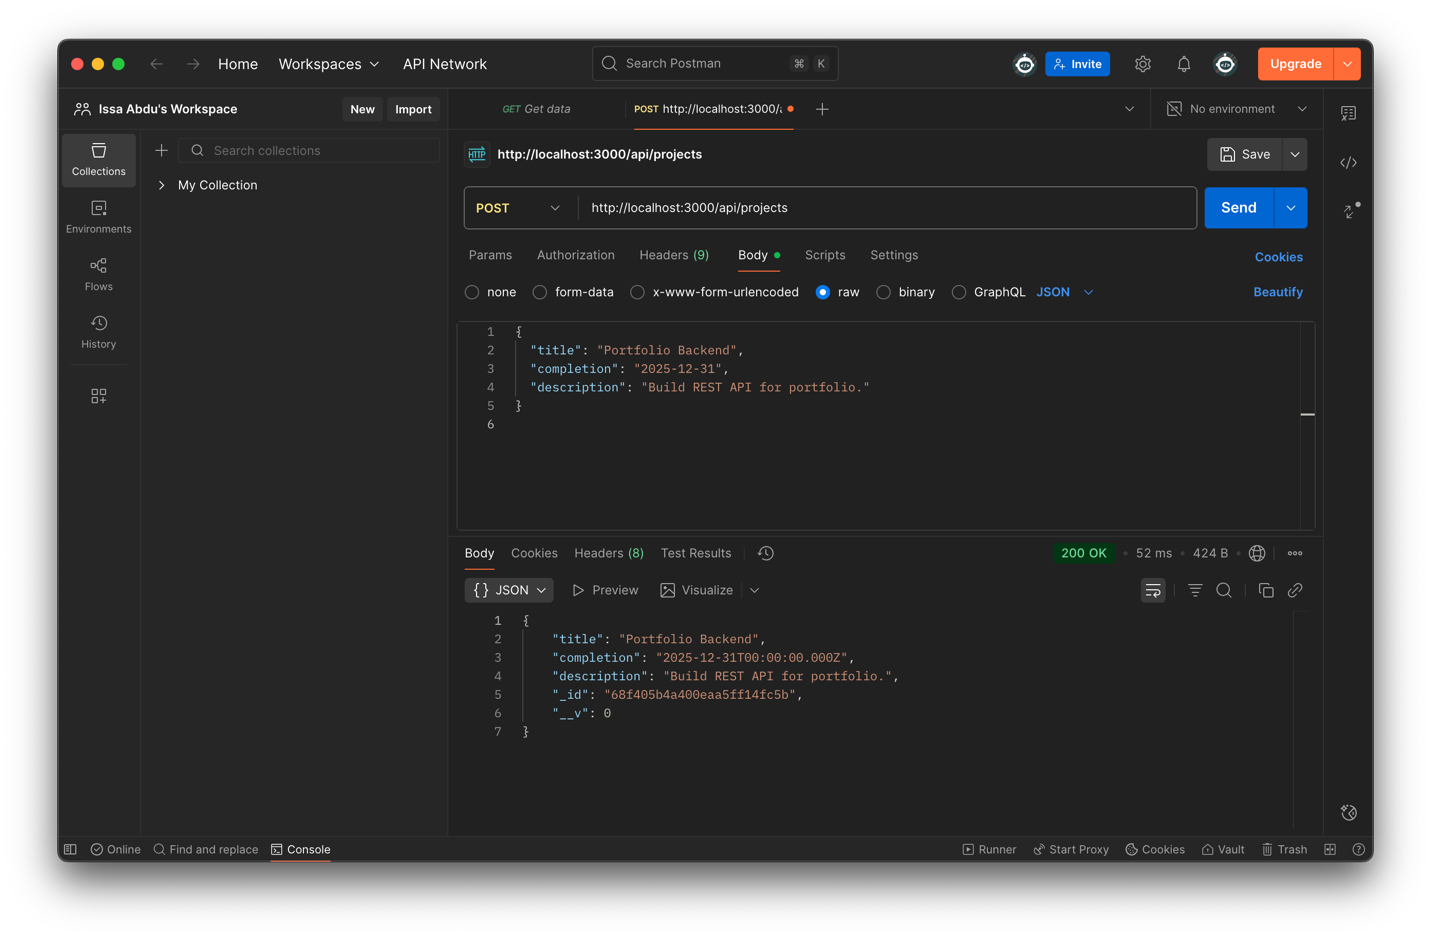 Home Workspaces API Network Search Postman ⌘ K Invite Upgrade
Issa Abdu's Workspace New Import GET Get data POST http://localhost:3000/a No environment
Collections
Environments
Flows
History
Search collections
My Collection
HTTP http://localhost:3000/api/projects Save
POST http://localhost:3000/api/projects Send
Params Authorization Headers (9) Body Scripts Settings Cookies
none form-data x-www-form-urlencoded raw binary GraphQL JSON Beautify
1 {
2 "title": "Portfolio Backend",
3 "completion": "2025-12-31",
4 "description": "Build REST API for portfolio."
5 }
6
Body Cookies Headers (8) Test Results 200 OK • 52 ms • 424 B •
{} JSON Preview Visualize
1 {
2 "title": "Portfolio Backend",
3 "completion": "2025-12-31T00:00:00.000Z",
4 "description": "Build REST API for portfolio.",
5 "_id": "68f405b4a400eaa5ff14fc5b",
6 "__v": 0
7 }
Online Find and replace Console Runner Start Proxy Cookies Vault Trash